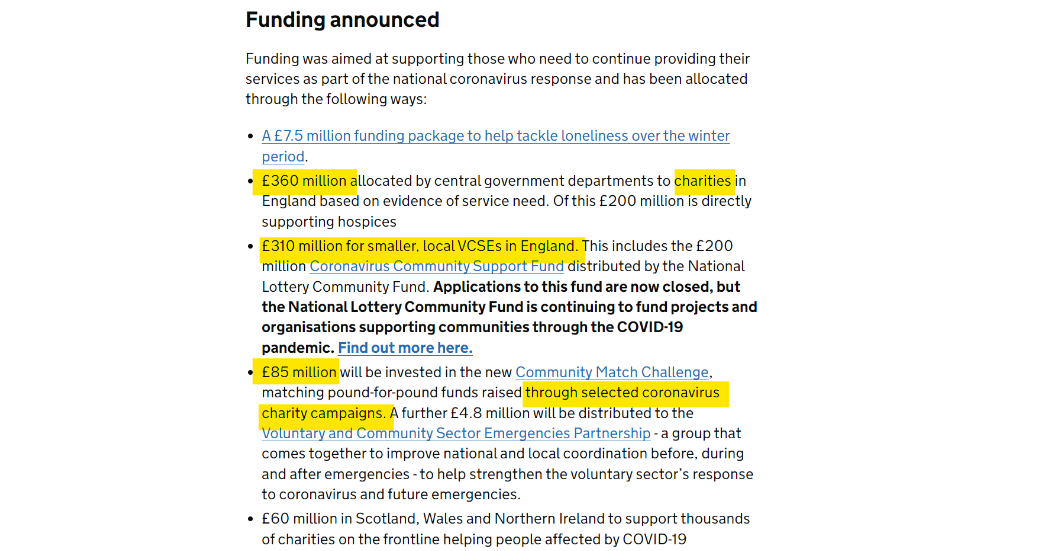 Funding announced
Funding was aimed at supporting those who need to continue providing their
services as part of the national coronavirus response and has been allocated
through the following ways:
• A £7.5 million funding package to help tackle loneliness over the winter
period.
• £360 million allocated by central government departments to charities in
England based on evidence of service need. Of this £200 million is directly
supporting hospices
• £310 million for smaller, local VCSEs in England. This includes the £200
million Coronavirus Community Support Fund distributed by the National
Lottery Community Fund. Applications to this fund are now closed, but
the National Lottery Community Fund is continuing to fund projects and
organisations supporting communities through the COVID-19
pandemic. Find out more here.
• £85 million will be invested in the new Community Match Challenge,
matching pound-for-pound funds raised through selected coronavirus
charity campaigns. A further £4.8 million will be distributed to the
Voluntary and Community Sector Emergencies Partnership - a group that
comes together to improve national and local coordination before, during
and after emergencies - to help strengthen the voluntary sector's response
to coronavirus and future emergencies.
• £60 million in Scotland, Wales and Northern Ireland to support thousands
of charities on the frontline helping people affected by COVID-19